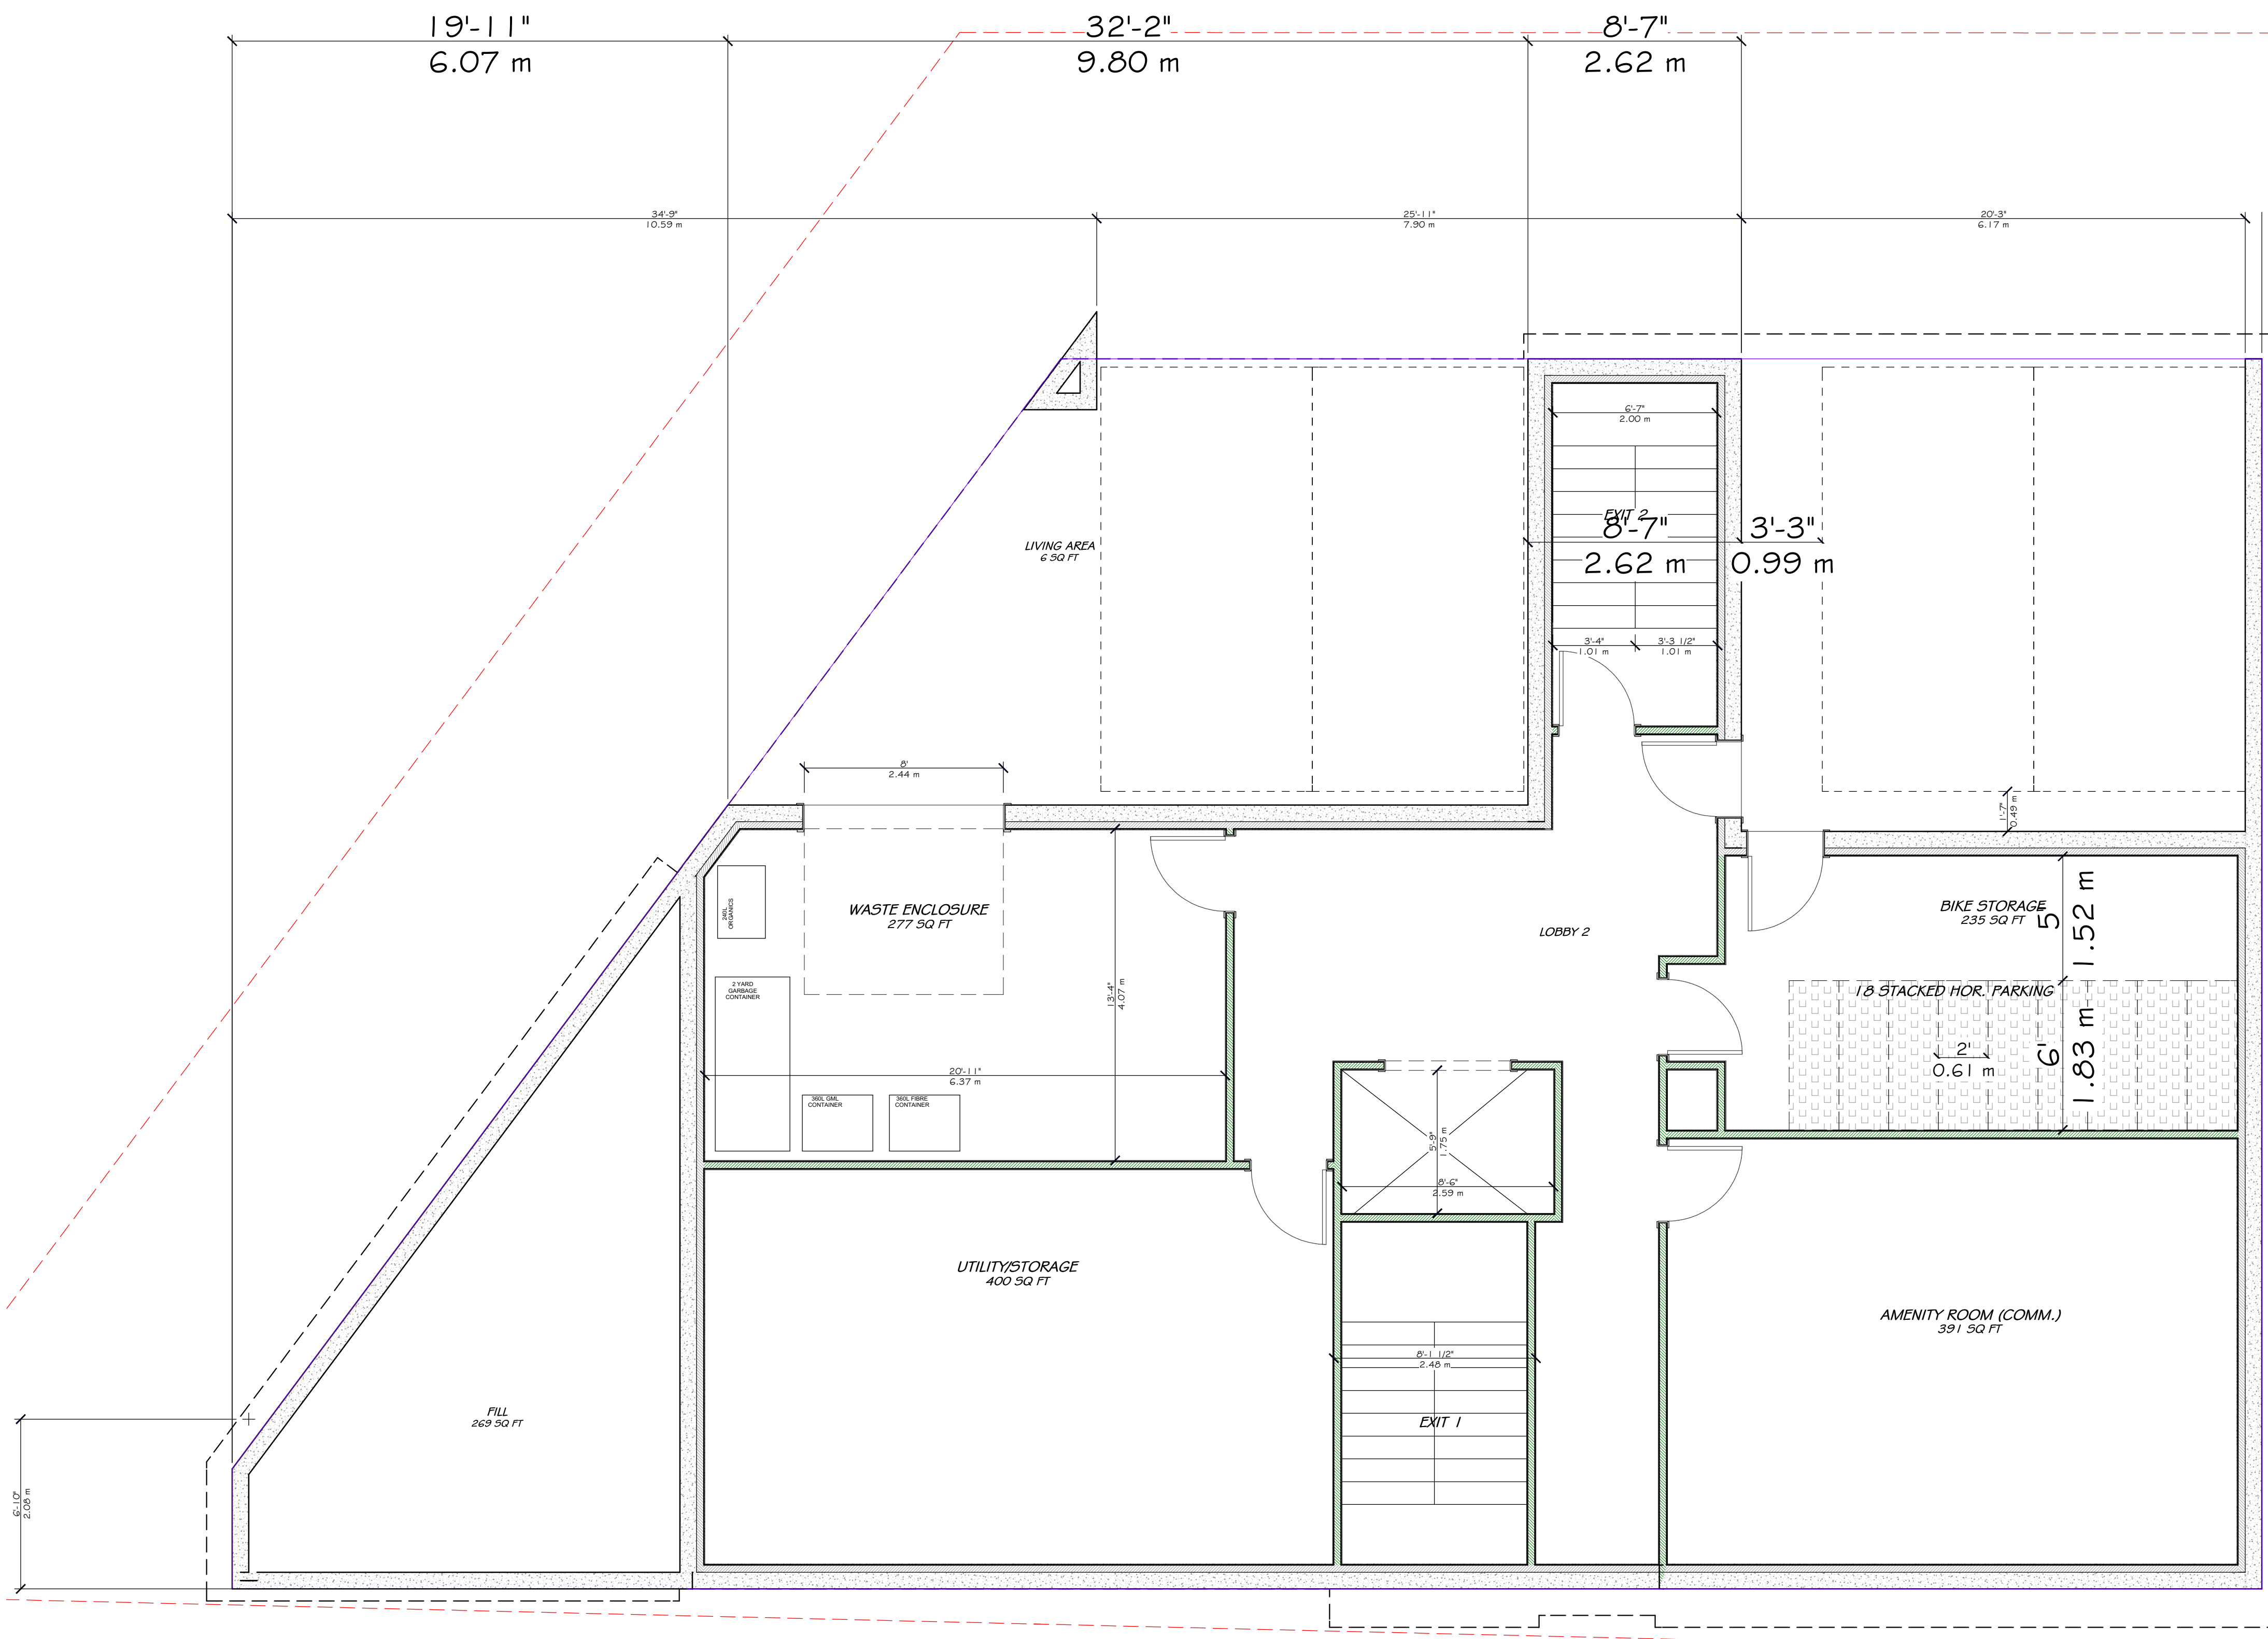 19'-11"
6.07 m
32'-2"
9.80 m
8'-7"
2.62 m
34'-9"
10.59 m
25'-11"
7.90 m
20'-3"
6.17 m
6'-7"
2.00 m
EXIT 2
8'-7"
2.62 m
3'-3"
0.99 m
LIVING AREA
6 SQ FT
3'-4"
1.01 m
3'-3 1/2"
1.01 m
8'
2.44 m
1'-7"
0.49 m
240L
ORGANICS
WASTE ENCLOSURE
277 SQ FT
LOBBY 2
BIKE STORAGE
235 SQ FT
5'
1.52 m
2 YARD
GARBAGE
CONTAINER
13'-4"
4.07 m
18 STACKED HOR. PARKING
2'
0.61 m
6'
1.83 m
20'-11"
6.37 m
360L GML
CONTAINER
360L FIBRE
CONTAINER
5'-9"
1.75 m
8'-6"
2.59 m
UTILITY/STORAGE
400 SQ FT
AMENITY ROOM (COMM.)
391 SQ FT
8'-1 1/2"
2.48 m
EXIT 1
FILL
269 SQ FT
6'-10"
2.08 m